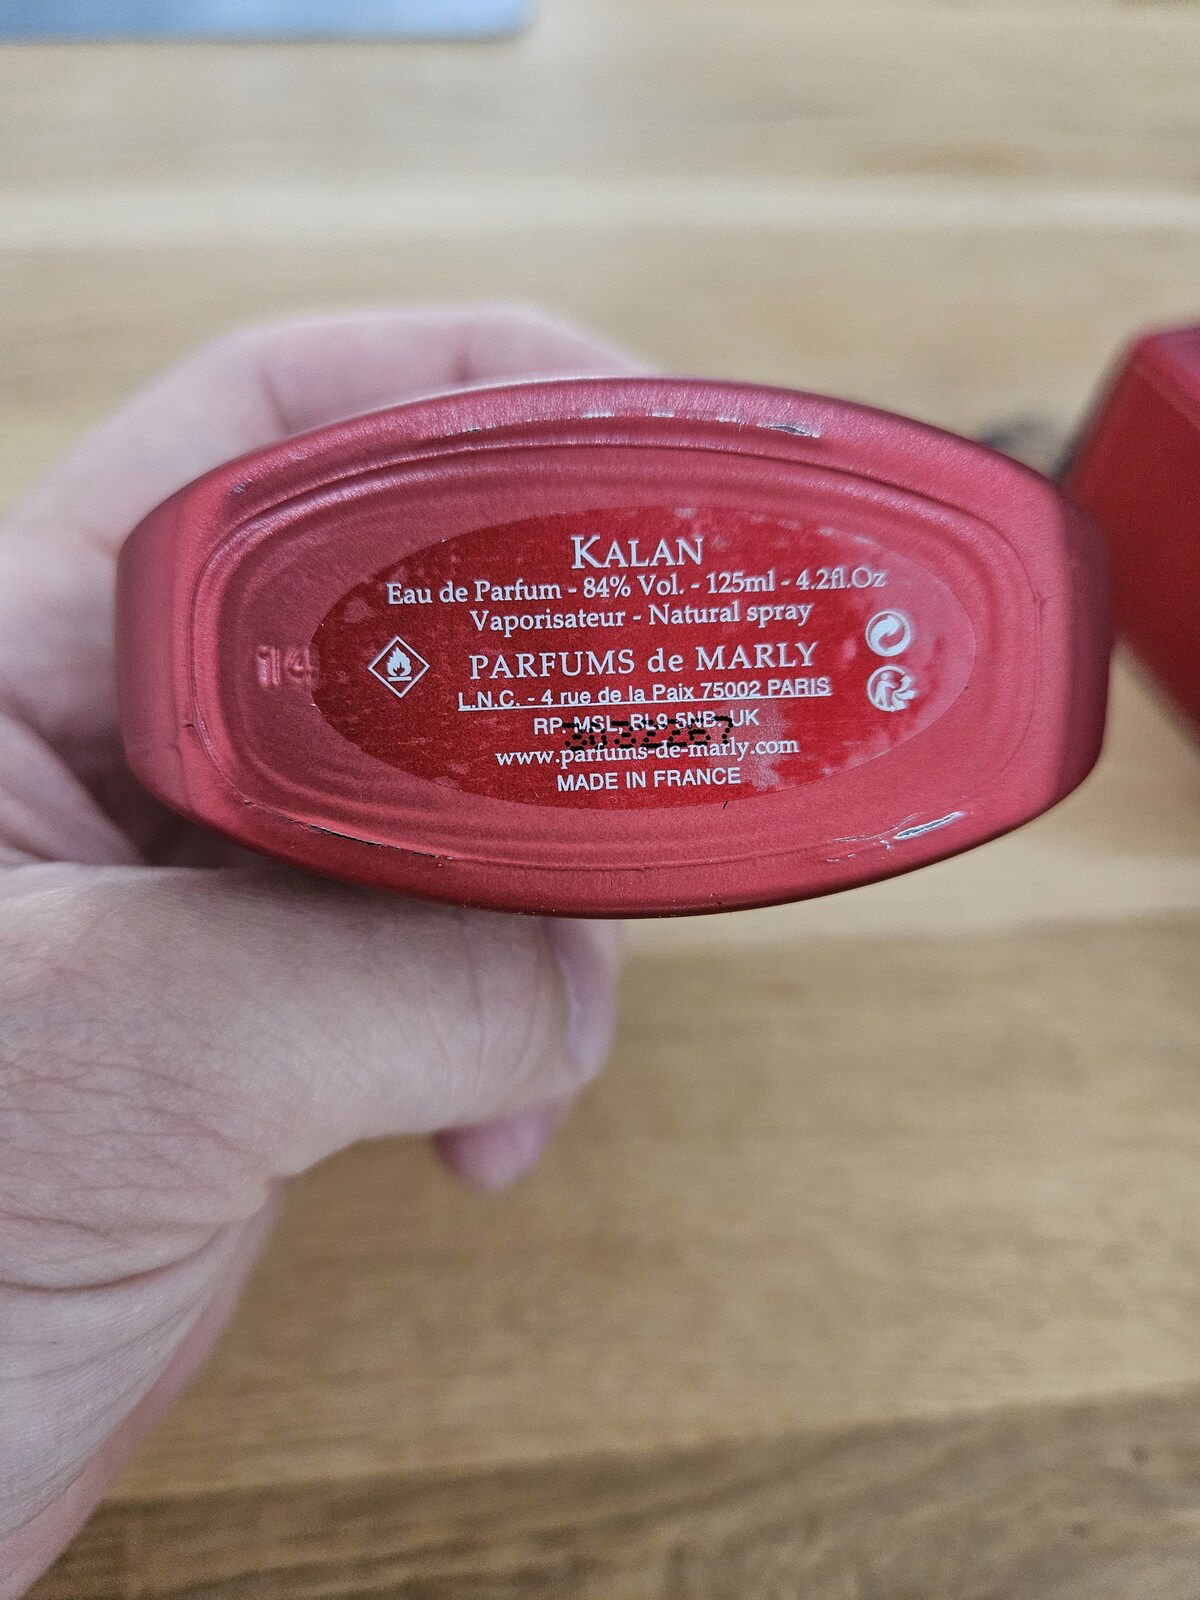 KALAN
Eau de Parfum - 84% Vol. - 125ml - 4.2fl.Oz
Vaporisateur - Natural spray
14
PARFUMS de MARLY
L.N.C. - 4 rue de la Paix 75002 PARIS
RP. MSL, BL9 5NB. UK
www.parfums-de-marly.com
MADE IN FRANCE